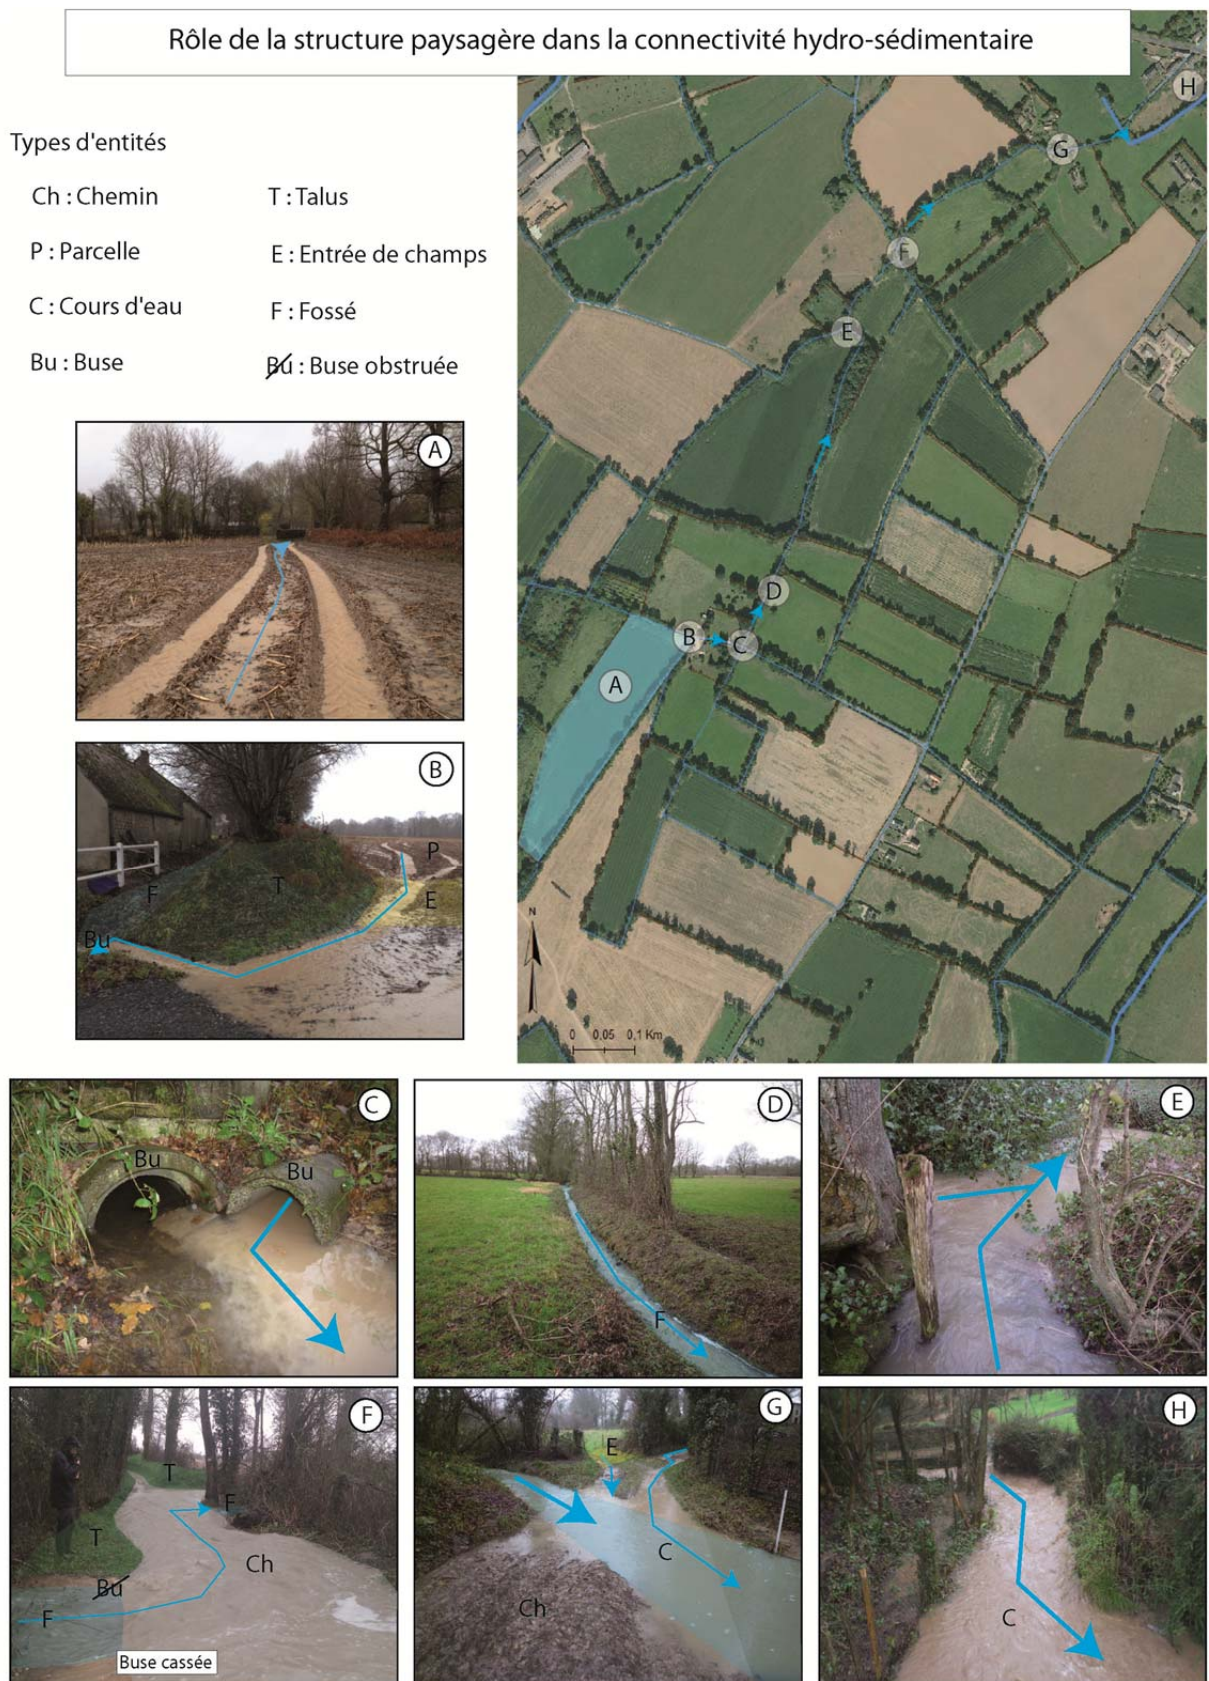 Rôle de la structure paysagère dans la connectivité hydro-sédimentaire
Types d'entités
Ch : Chemin
T : Talus
P : Parcelle
E : Entrée de champs
C : Cours d'eau
F : Fossé
Bu : Buse
Bu : Buse obstruée
H
G
F
E
D
B
C
A
N
0 0,05 0,1 Km
A
B
P
F
T
E
Bu
C
Bu
Bu
D
F
E
F
T
F
T
Ch
Bu
F
Buse cassée
G
E
C
Ch
H
C